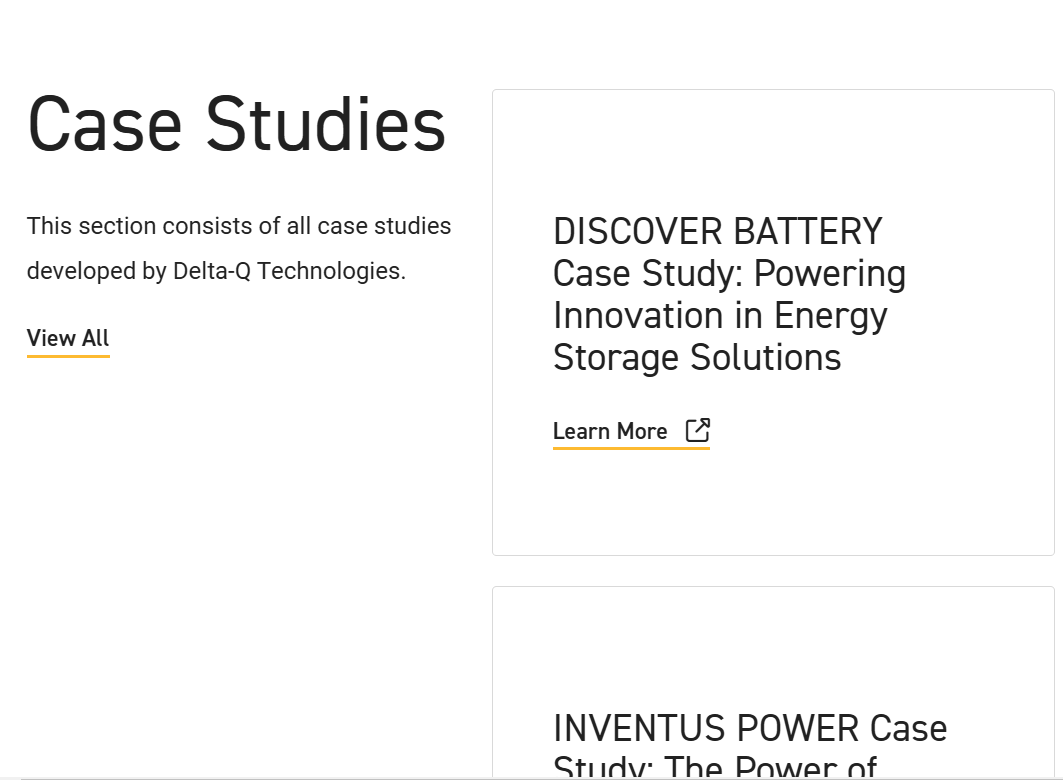 Case Studies
This section consists of all case studies
developed by Delta-Q Technologies.
View All
DISCOVER BATTERY
Case Study: Powering
Innovation in Energy
Storage Solutions
Learn More
INVENTUS POWER Case
Study: The Power of